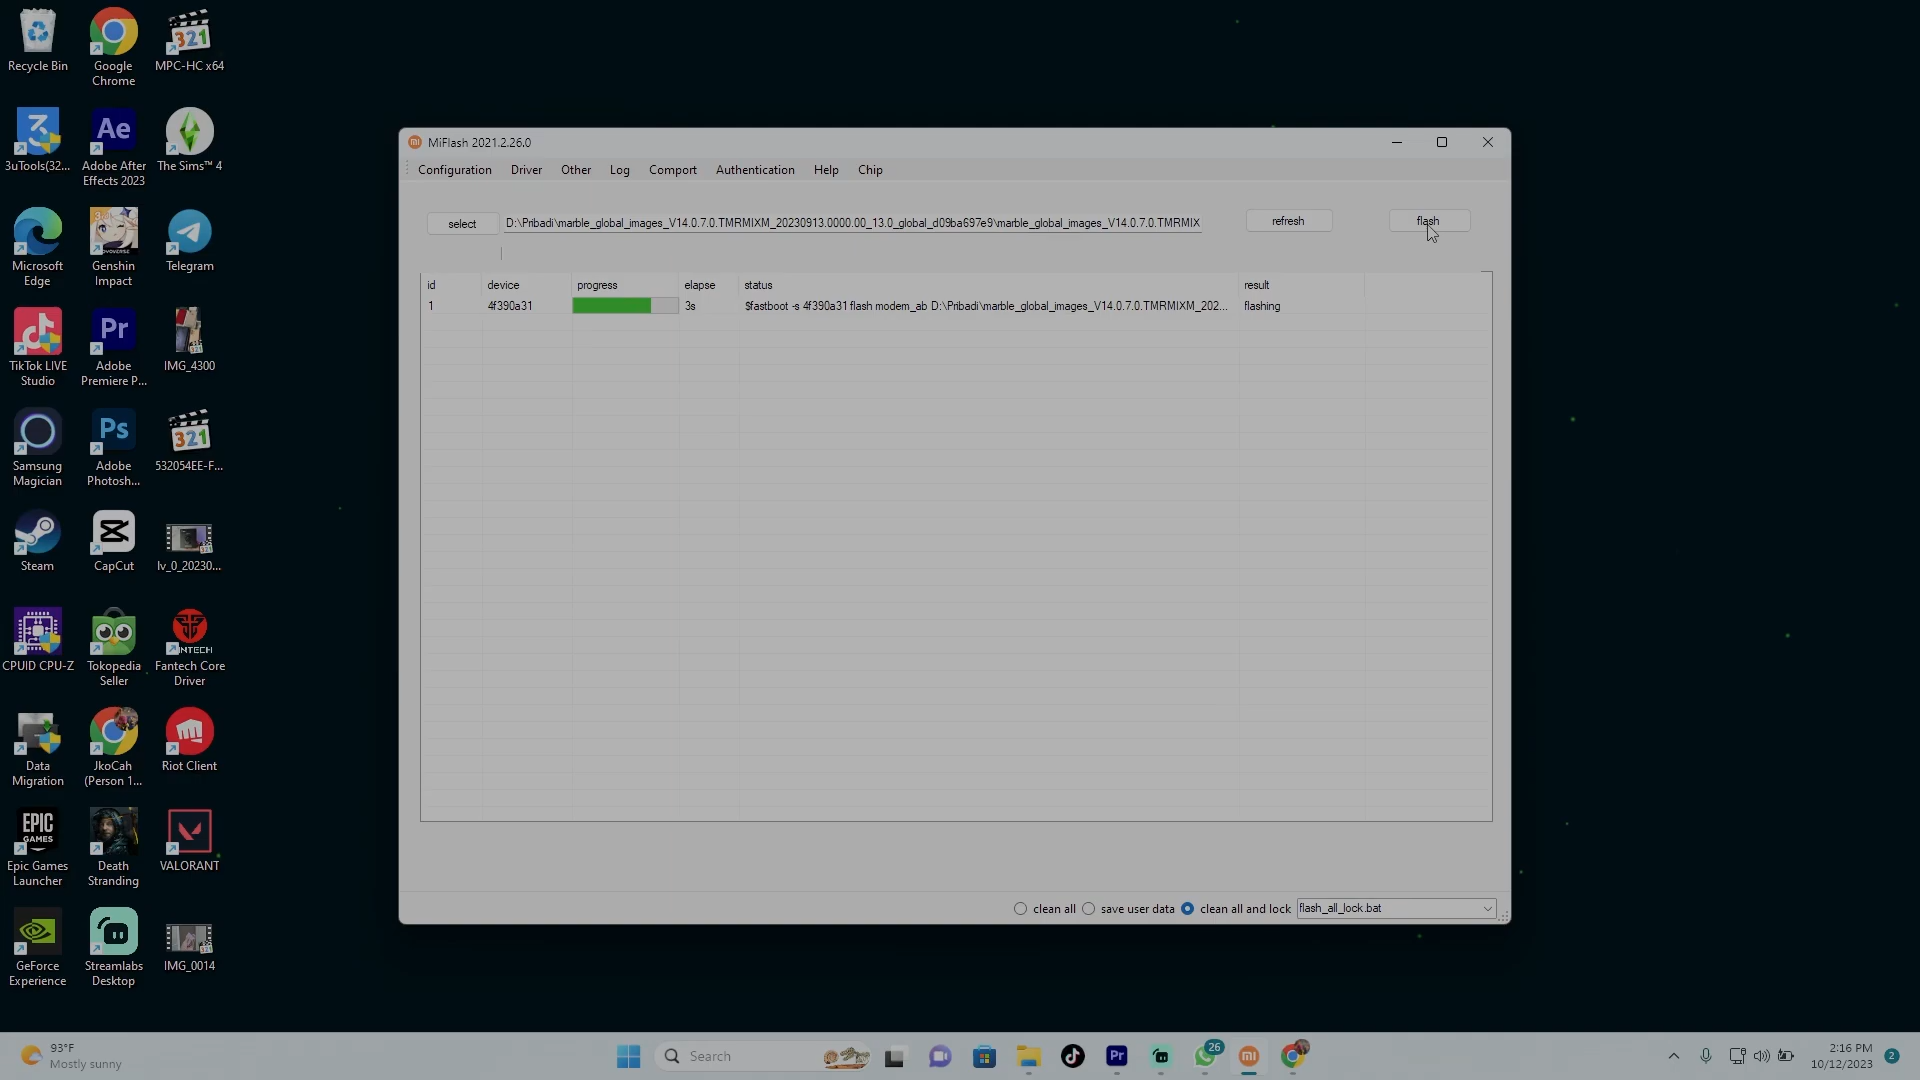 Recycle Bin
Google
Chrome
MPC-HC x64
3uTools(32...
Adobe After
Effects 2023
The Sims™ 4
Microsoft
Edge
Genshin
Impact
Telegram
TikTok LIVE
Studio
Adobe
Premiere P...
IMG_4300
Samsung
Magician
Adobe
Photosh...
532054EE-F...
Steam
CapCut
lv_0_20230...
CPUID CPU-Z
Tokopedia
Seller
Fantech Core
Driver
Data
Migration
JkoCah
(Person 1...
Riot Client
Epic Games
Launcher
Death
Stranding
VALORANT
GeForce
Experience
Streamlabs
Desktop
IMG_0014
MiFlash 2021.2.26.0
Configuration Driver Other Log Comport Authentication Help Chip
select D:\Pribadi\marble_global_images_V14.0.7.0.TMRMIXM_20230913.0000.00_13.0_global_d09ba697e9\marble_global_images_V14.0.7.0.TMRMIX refresh flash
id device progress elapse status result
1 4f390a31 3s $fastboot -s 4f390a31 flash modem_ab D:\Pribadi\marble_global_images_V14.0.7.0.TMRMIXM_202... flashing
clean all save user data clean all and lock flash_all_lock.bat
93°F
Mostly sunny
Search
26
2:16 PM
10/12/2023
2